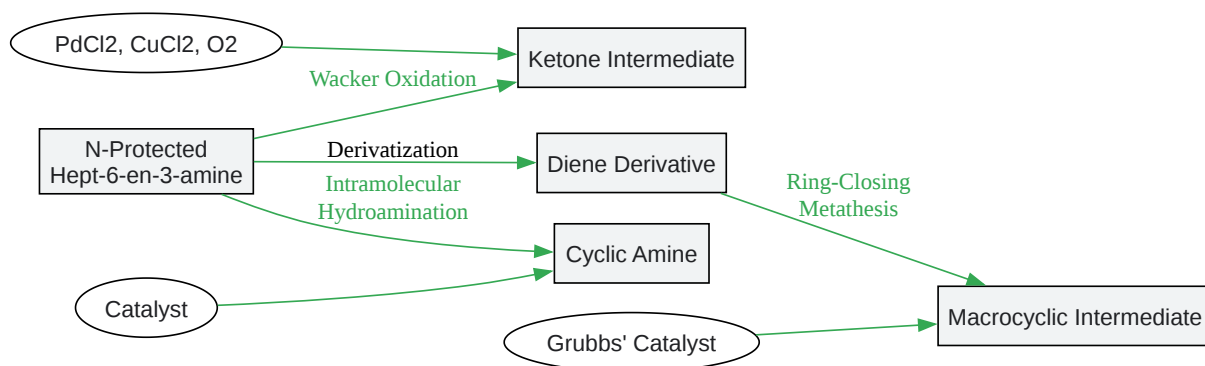 PdCl2, CuCl2, O2
Ketone Intermediate
Wacker Oxidation
N-Protected
Hept-6-en-3-amine
Derivatization
Diene Derivative
Intramolecular
Hydroamination
Ring-Closing
Metathesis
Cyclic Amine
Catalyst
Macrocyclic Intermediate
Grubbs' Catalyst